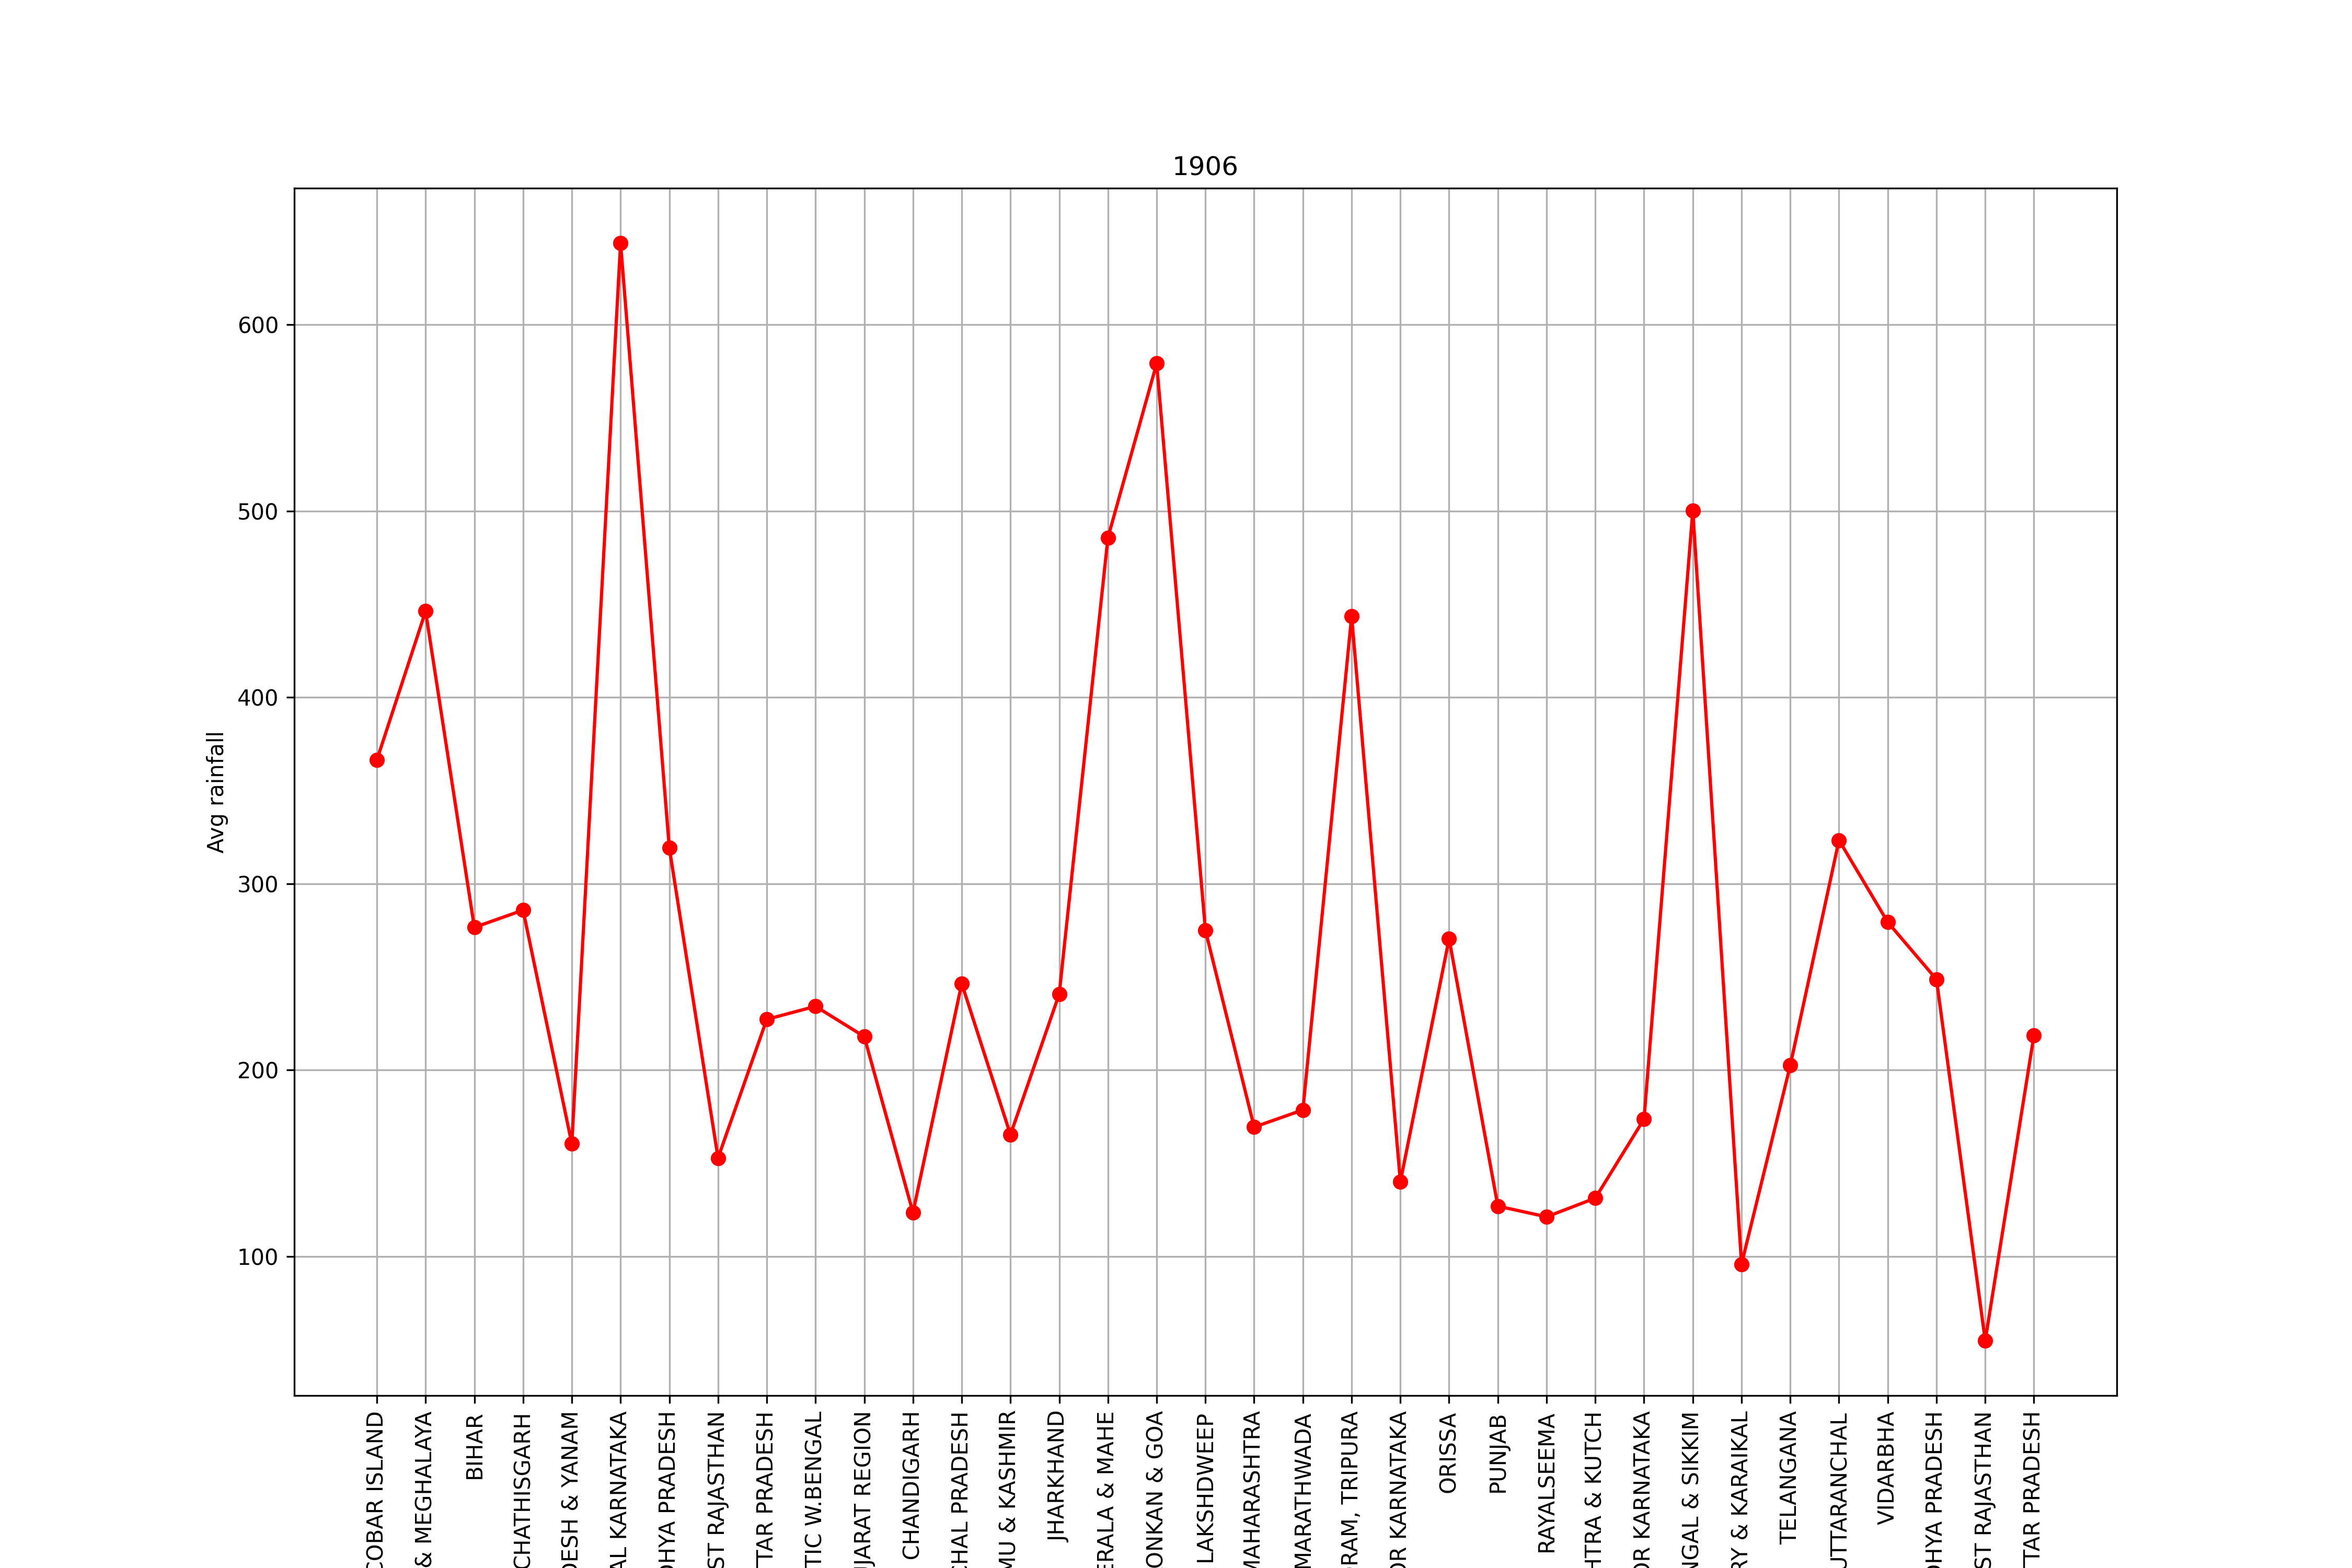 1906
Avg rainfall
600
500
400
300
200
100
COBAR ISLAND
& MEGHALAYA
BIHAR
CHATHISGARH
DESH & YANAM
AL KARNATAKA
DHYA PRADESH
ST RAJASTHAN
TTAR PRADESH
TIC W.BENGAL
UJARAT REGION
CHANDIGARH
CHAL PRADESH
MU & KASHMIR
JHARKHAND
ERALA & MAHE
ONKAN & GOA
LAKSHDWEEP
MAHARASHTRA
MARATHWADA
RAM, TRIPURA
OR KARNATAKA
ORISSA
PUNJAB
RAYALSEEMA
HTRA & KUTCH
OR KARNATAKA
NGAL & SIKKIM
RY & KARAIKAL
TELANGANA
UTTARANCHAL
VIDARBHA
DHYA PRADESH
ST RAJASTHAN
TTAR PRADESH